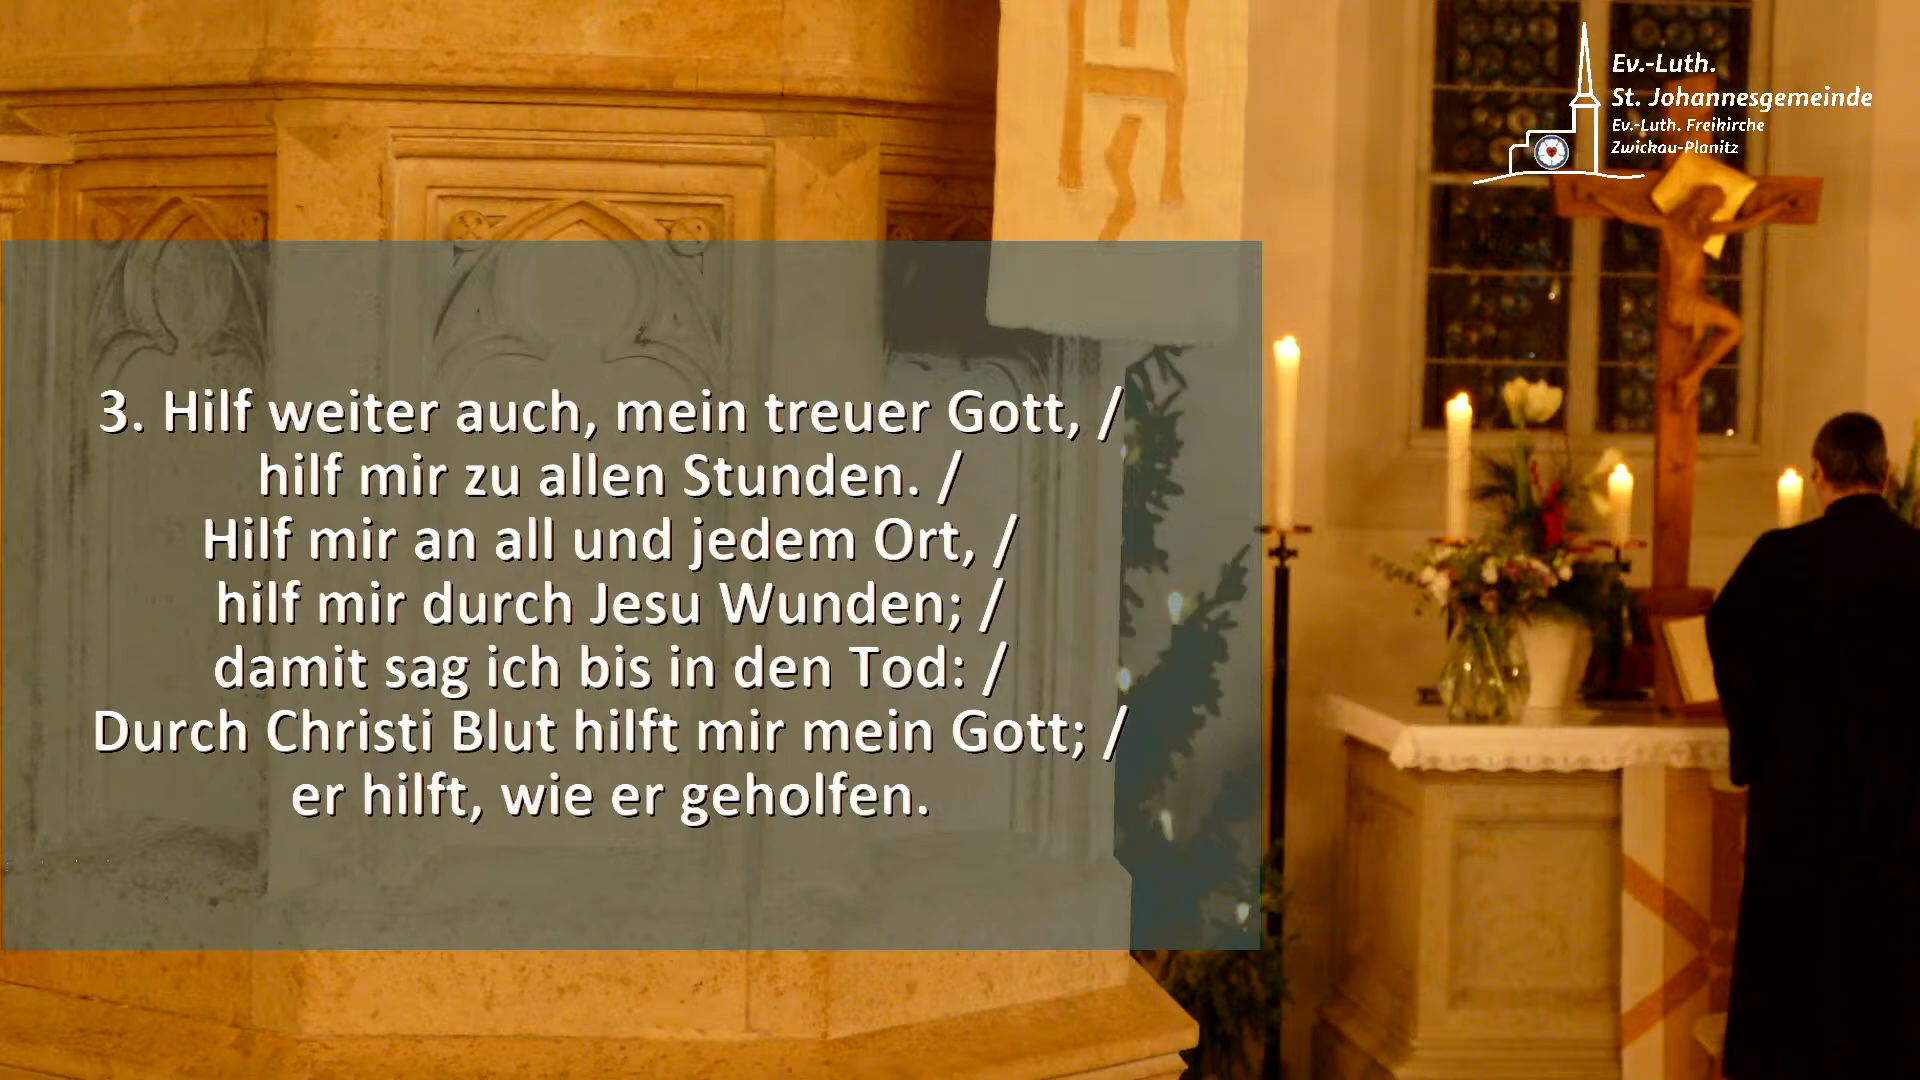 Ev.-Luth.
St. Johannesgemeinde
Ev.-Luth. Freikirche
Zwickau-Planitz
3. Hilf weiter auch, mein treuer Gott, /
hilf mir zu allen Stunden. /
Hilf mir an all und jedem Ort, /
hilf mir durch Jesu Wunden; /
damit sag ich bis in den Tod: /
Durch Christi Blut hilft mir mein Gott; /
er hilft, wie er geholfen.